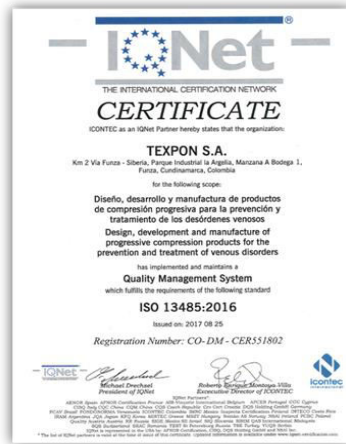 IQNet
®
THE INTERNATIONAL CERTIFICATION NETWORK
CERTIFICATE
ICONTEC as an IQNet Partner hereby states that the organization:
TEXPON S.A.
Km 2 Vía Funza - Siberia, Parque Industrial la Argelia, Manzana A Bodega 1,
Funza, Cundinamarca, Colombia
for the following scope:
Diseño, desarrollo y manufactura de productos
de compresión progresiva para la prevención y
tratamiento de los desórdenes venosos
Design, development and manufacture of
progressive compression products for the
prevention and treatment of venous disorders
has implemented and maintains a
Quality Management System
which fulfills the requirements of the following standard
ISO 13485:2016
Issued on: 2017 08 25
Registration Number: CO-DM - CER551802
IQNet
Michael Drechsel
President of IQNet
Roberto Enrique Montoya Villa
Executive Director of ICONTEC
icontec
IQNet Partners*: